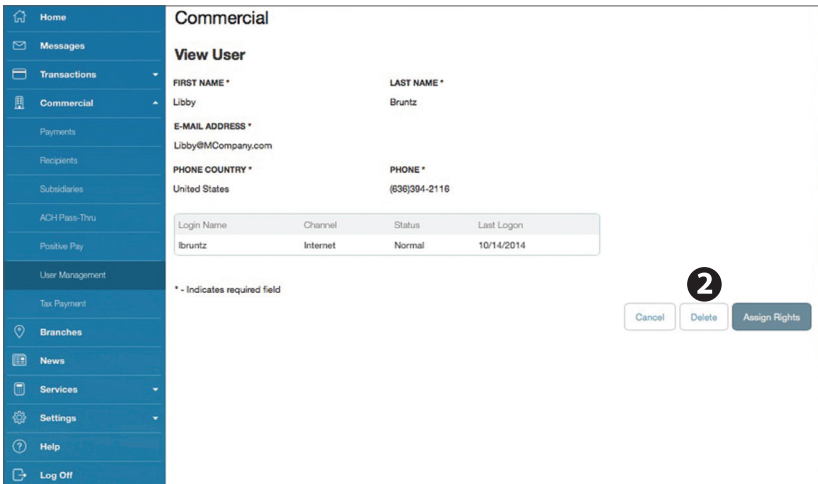 Home
Messages
Transactions
Commercial
Payments
Recipients
Subsidiaries
ACH Pass-Thru
Positive Pay
User Management
Tax Payment
Branches
News
Services
Settings
Help
Log Off
Commercial
View User
FIRST NAME * LAST NAME *
Libby Bruntz
E-MAIL ADDRESS *
Libby@MCompany.com
PHONE COUNTRY * PHONE *
United States (636)394-2116
Login Name Channel Status Last Logon
lbruntz Internet Normal 10/14/2014
* - Indicates required field
2
Cancel Delete Assign Rights